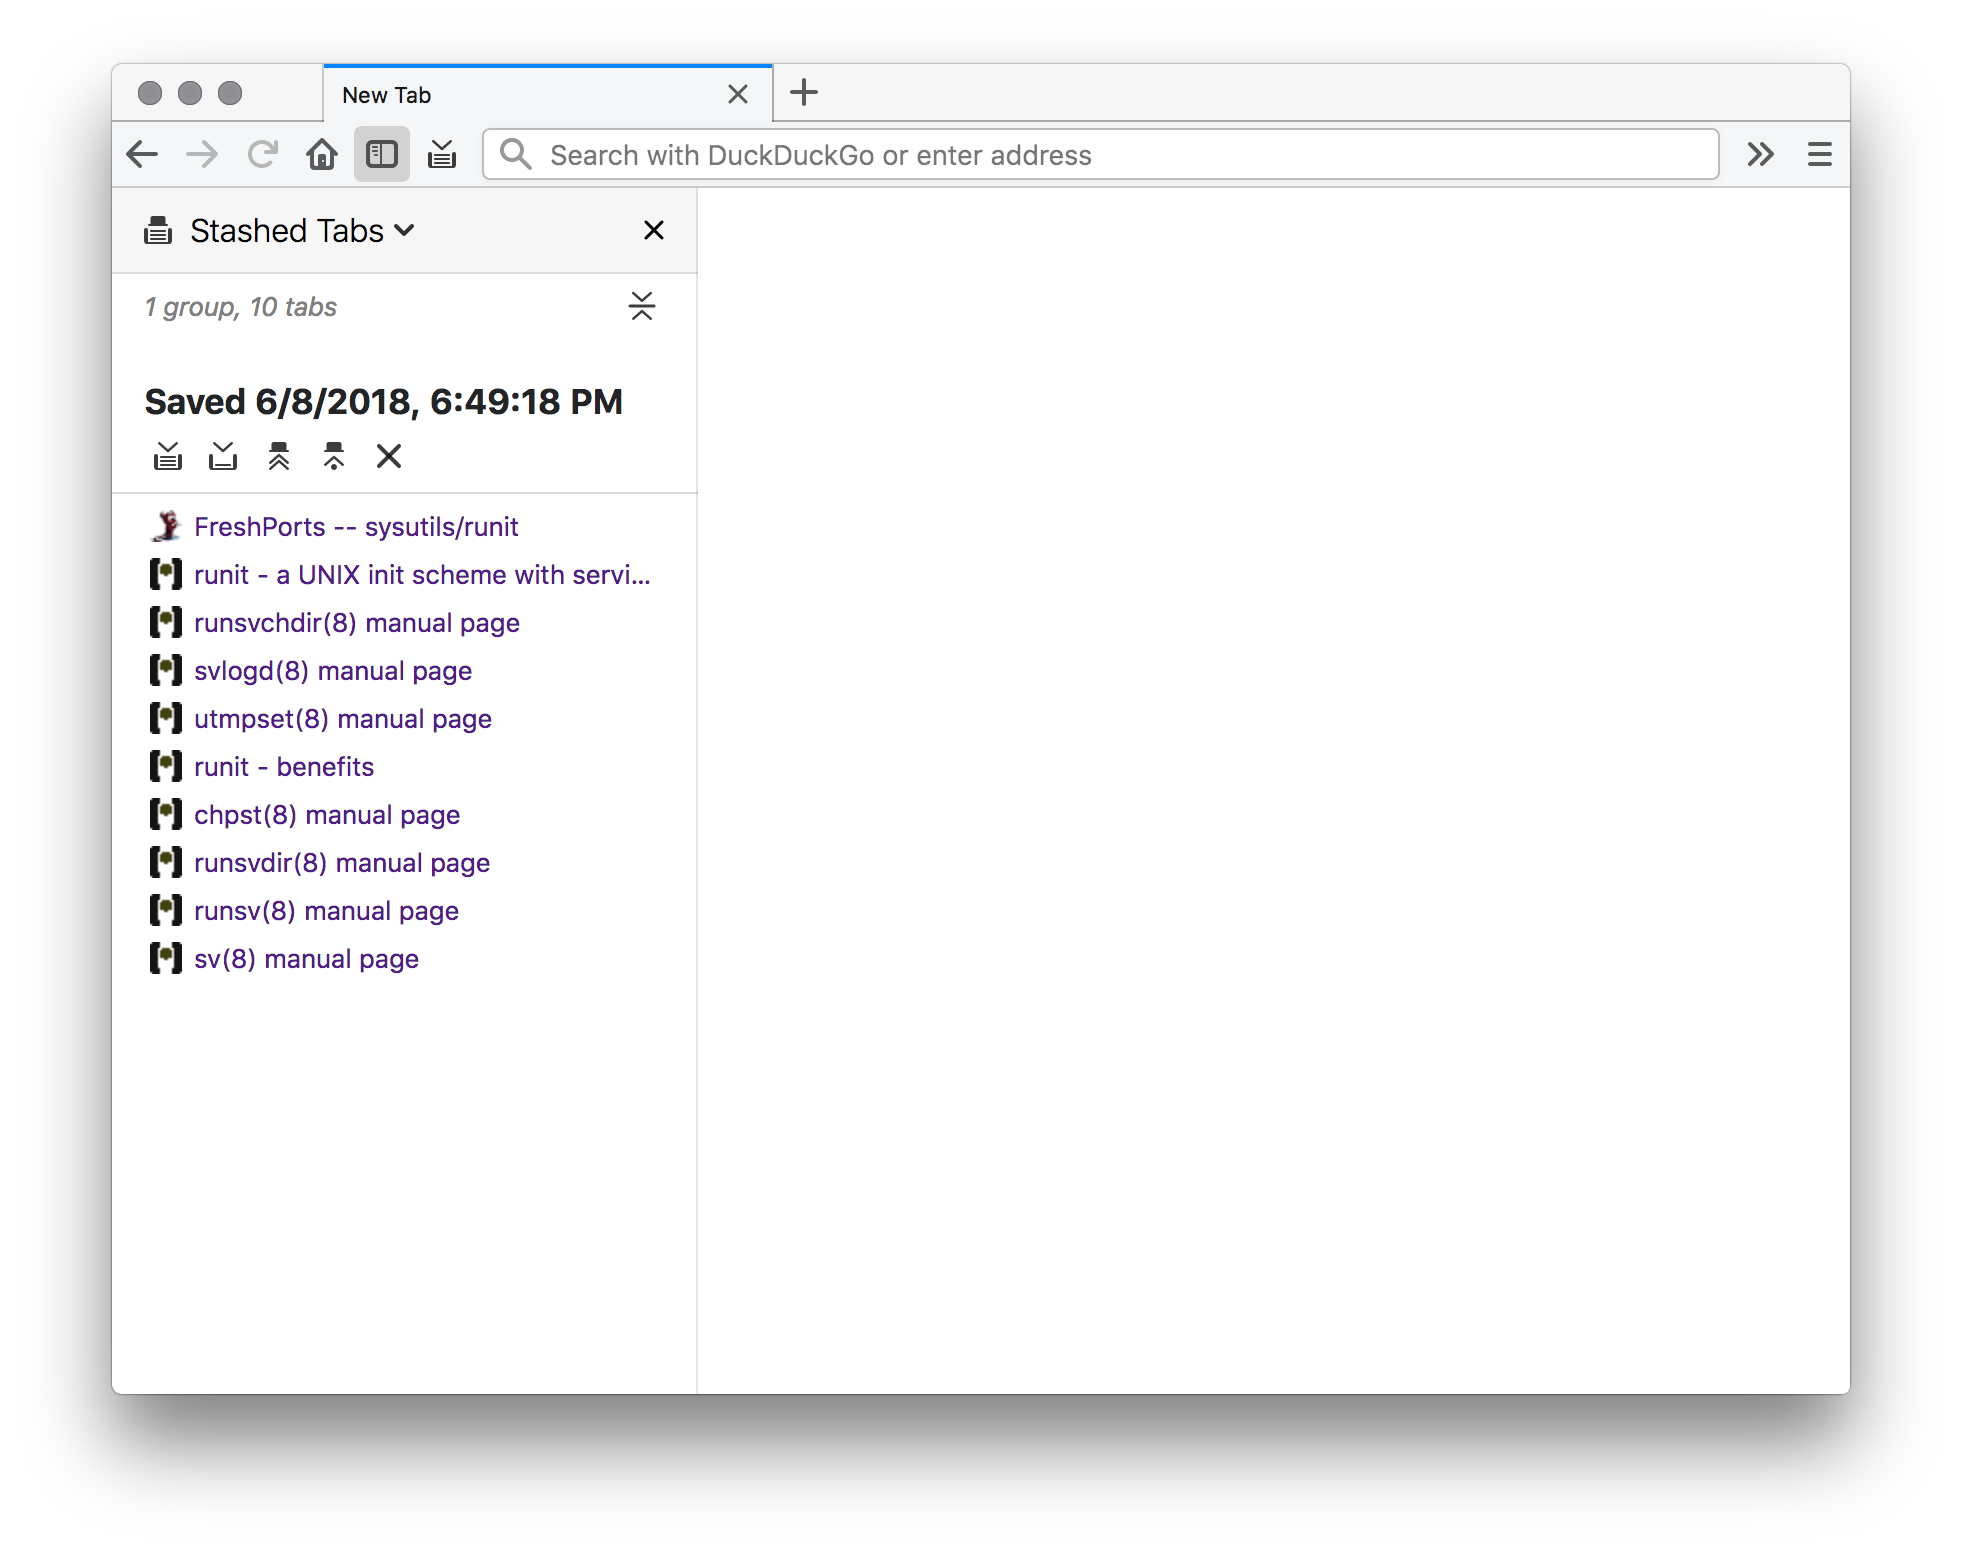 New Tab
Search with DuckDuckGo or enter address
Stashed Tabs
1 group, 10 tabs
Saved 6/8/2018, 6:49:18 PM
FreshPorts -- sysutils/runit
runit - a UNIX init scheme with servi...
runsvchdir(8) manual page
svlogd(8) manual page
utmpset(8) manual page
runit - benefits
chpst(8) manual page
runsvdir(8) manual page
runsv(8) manual page
sv(8) manual page